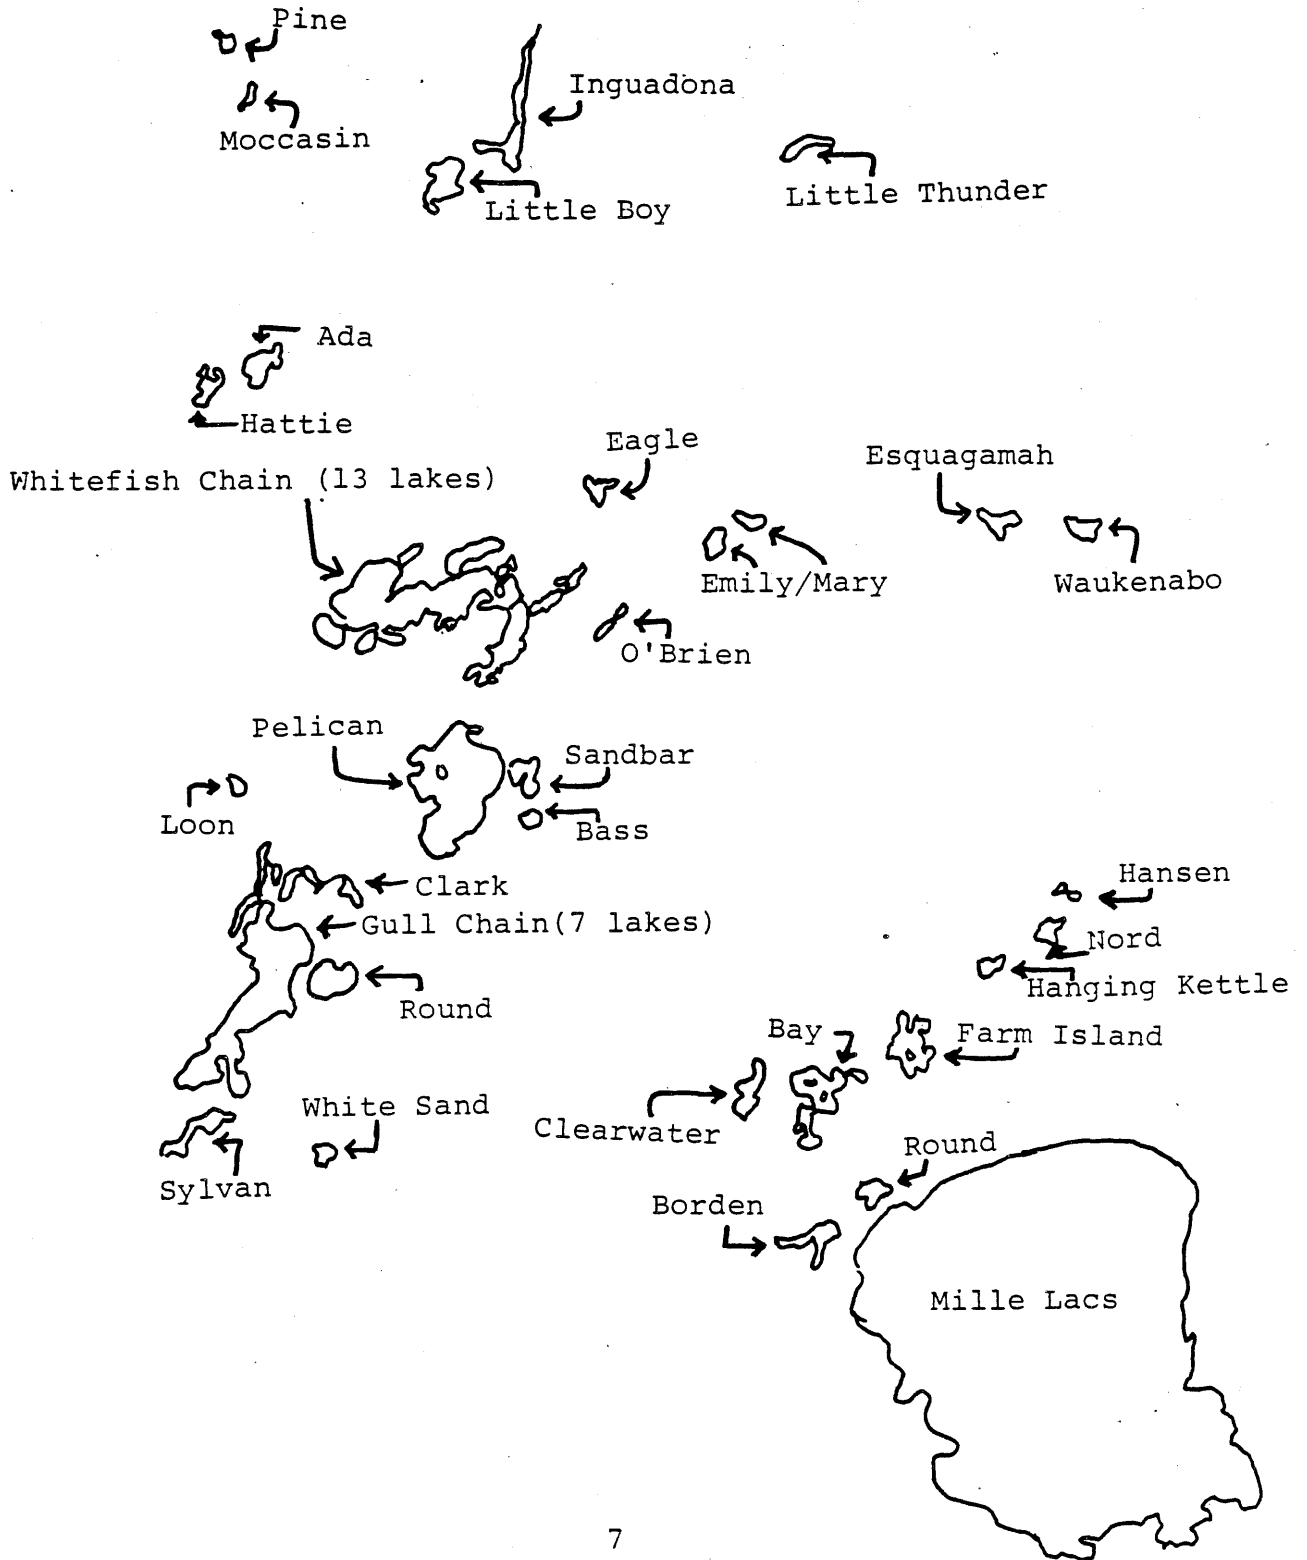 Pine
Inguadona
Moccasin
Little Thunder
Little Boy
Ada
Hattie
Eagle
Esquagamah
Whitefish Chain (13 lakes)
Emily/Mary
Waukenabo
O'Brien
Pelican
Sandbar
Loon
Bass
Hansen
Clark
Gull Chain(7 lakes)
Nord
Hanging Kettle
Round
Bay
Farm Island
White Sand
Clearwater
Round
Sylvan
Borden
Mille Lacs
7